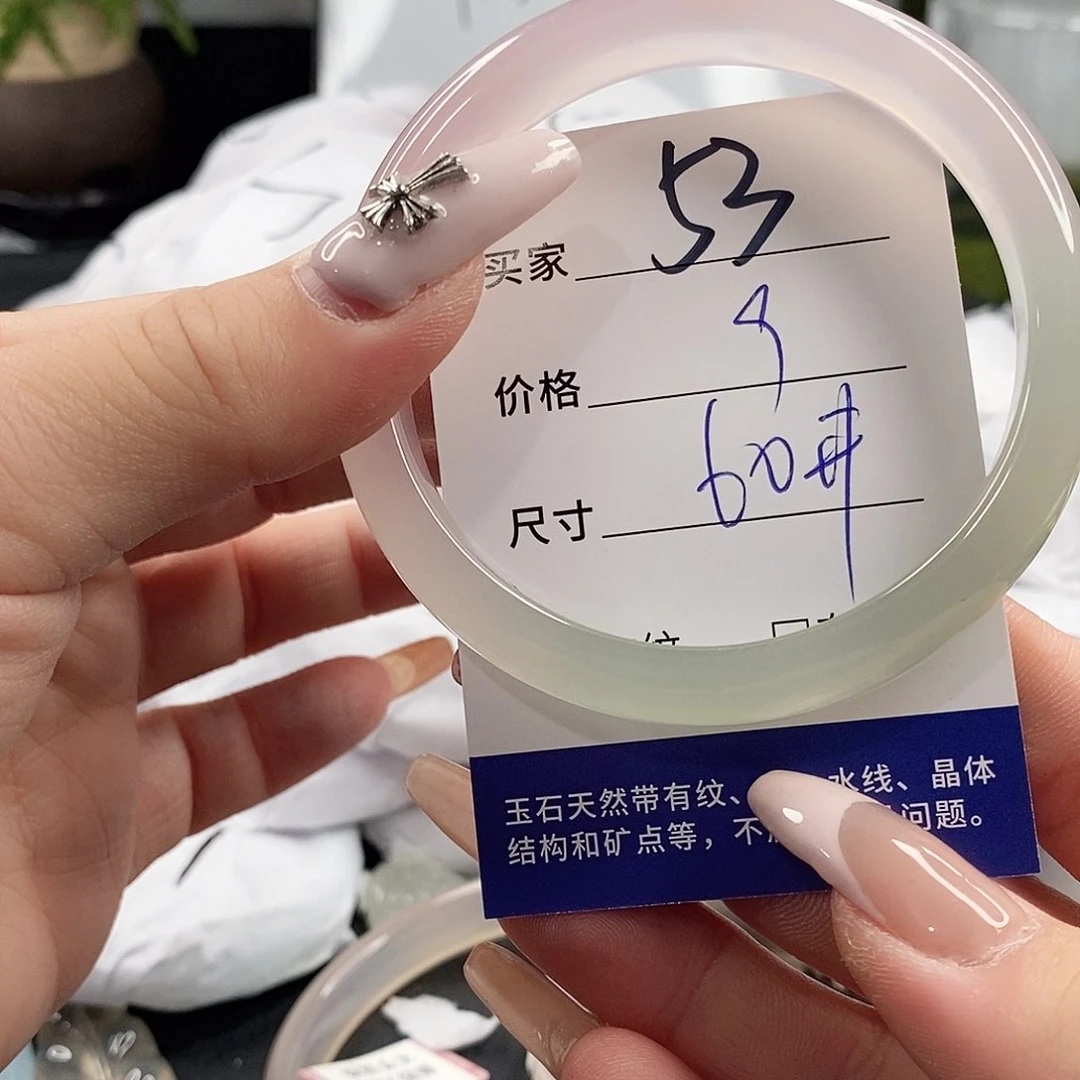 买家 53
价格 9
尺寸 60#
玉石天然带有纹、 水线、晶体
结构和矿点等，不 问题。